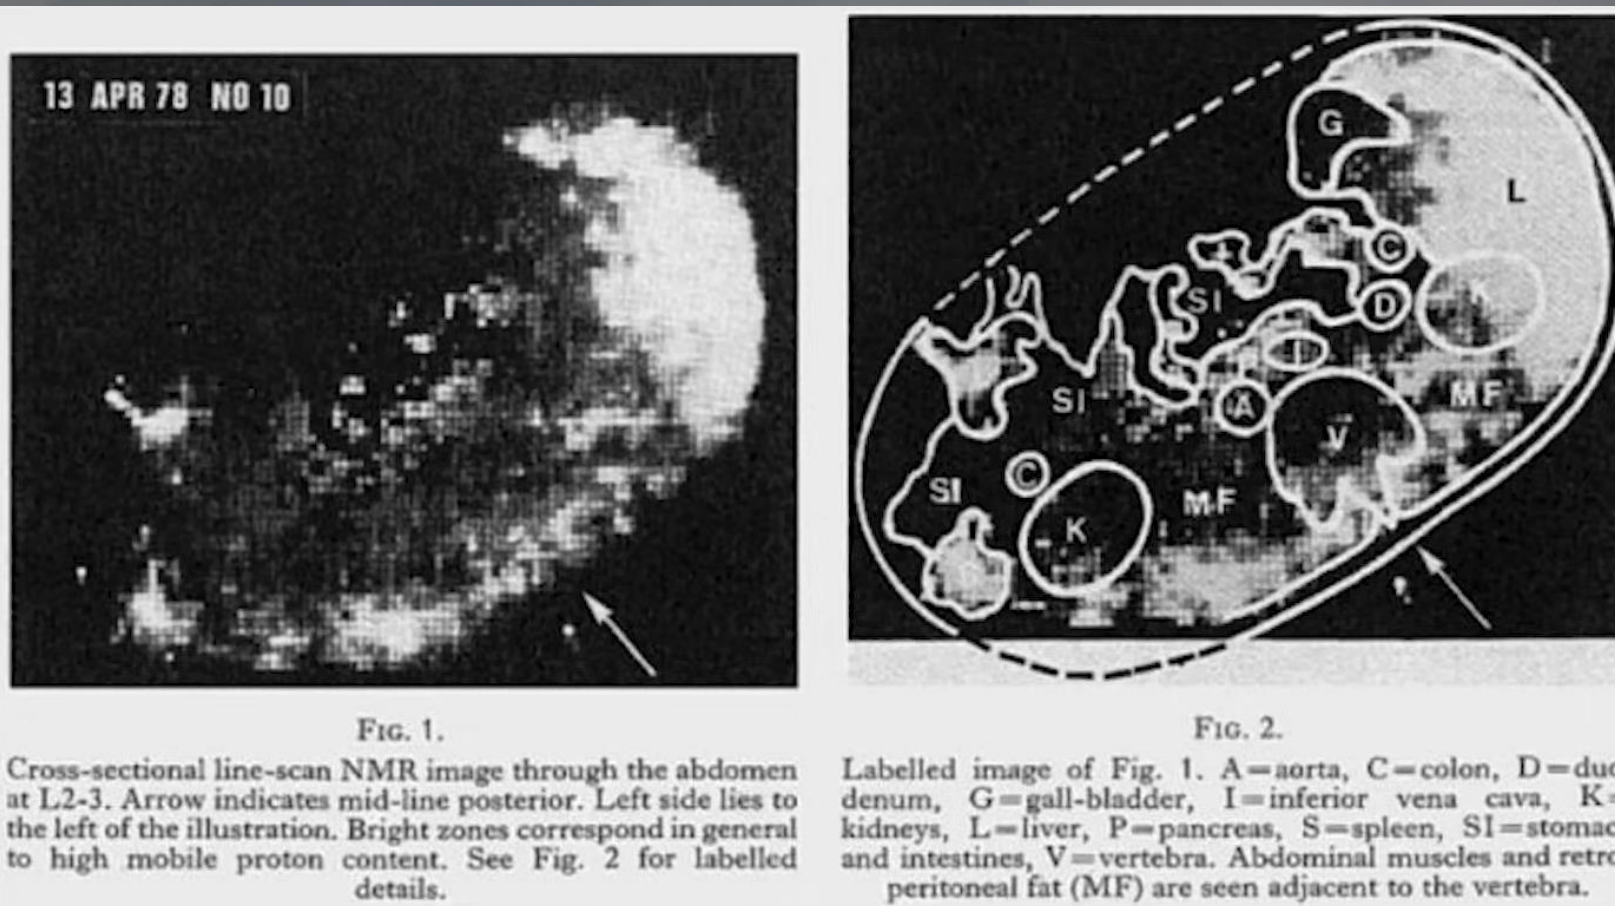 13 APR 78 NO 10
G
L
C
SI
D
I
MF
SI
A
V
C
SI
MF
K
FIG. 1.
Cross-sectional line-scan NMR image through the abdomen
at L2-3. Arrow indicates mid-line posterior. Left side lies to
the left of the illustration. Bright zones correspond in general
to high mobile proton content. See Fig. 2 for labelled
details.
FIG. 2.
Labelled image of Fig. 1. A=aorta, C=colon, D=duo
denum, G=gall-bladder, I=inferior vena cava, K=
kidneys, L=liver, P=pancreas, S=spleen, SI=stomac
and intestines, V=vertebra. Abdominal muscles and retro
peritoneal fat (MF) are seen adjacent to the vertebra.